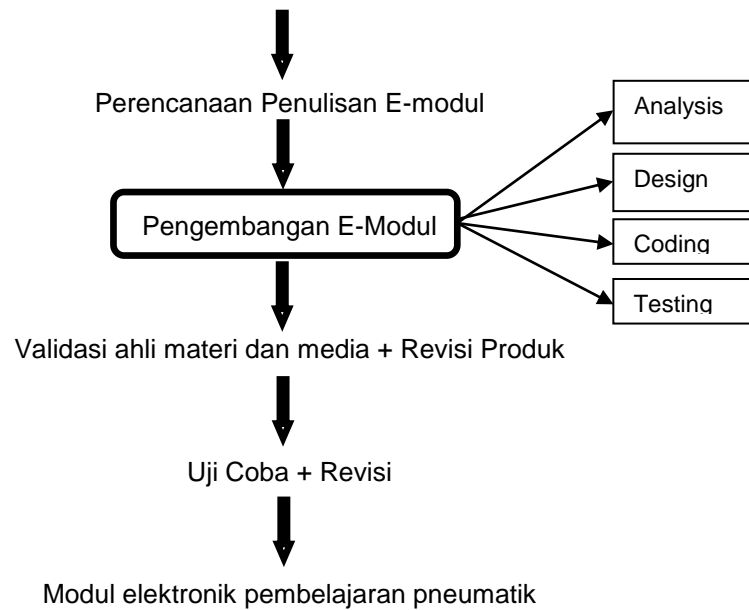 Perencanaan Penulisan E-modul
Analysis
Design
Pengembangan E-Modul
Coding
Testing
Validasi ahli materi dan media + Revisi Produk
Uji Coba + Revisi
Modul elektronik pembelajaran pneumatik